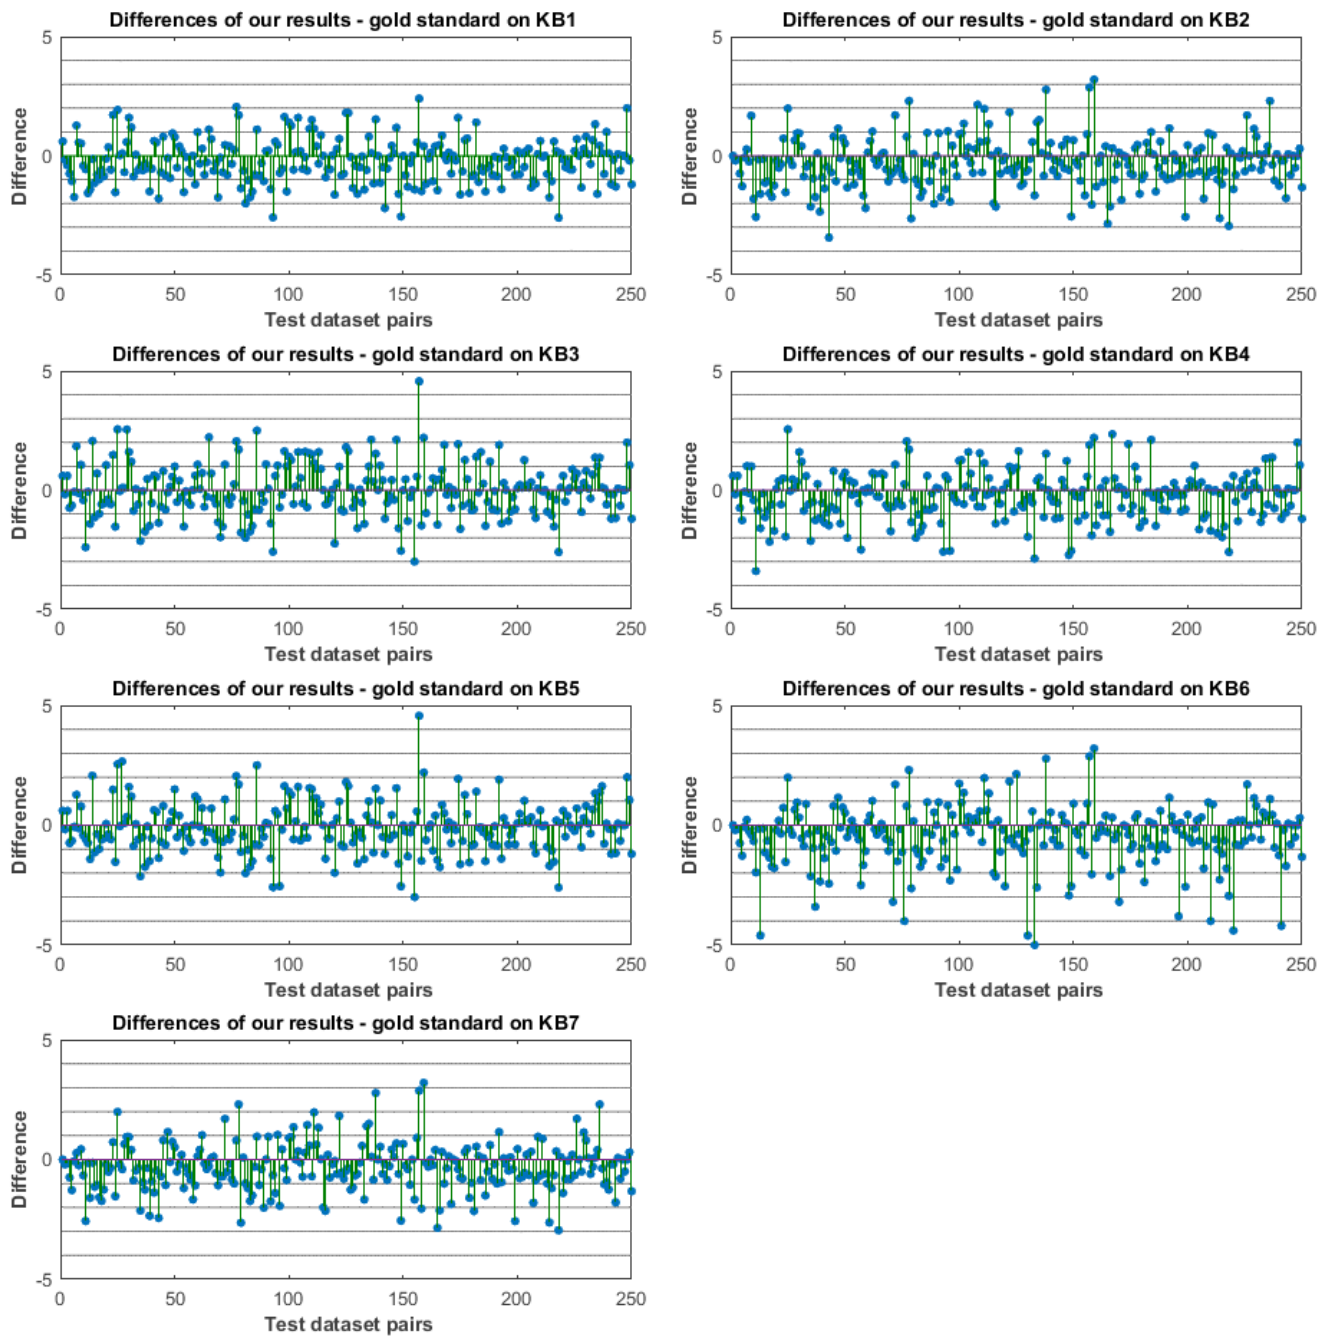 Differences of our results - gold standard on KB1
5
0
-5
Difference
0 50 100 150 200 250
Test dataset pairs
Differences of our results - gold standard on KB2
5
0
-5
Difference
0 50 100 150 200 250
Test dataset pairs
Differences of our results - gold standard on KB3
5
0
-5
Difference
0 50 100 150 200 250
Test dataset pairs
Differences of our results - gold standard on KB4
5
0
-5
Difference
0 50 100 150 200 250
Test dataset pairs
Differences of our results - gold standard on KB5
5
0
-5
Difference
0 50 100 150 200 250
Test dataset pairs
Differences of our results - gold standard on KB6
5
0
-5
Difference
0 50 100 150 200 250
Test dataset pairs
Differences of our results - gold standard on KB7
5
0
-5
Difference
0 50 100 150 200 250
Test dataset pairs